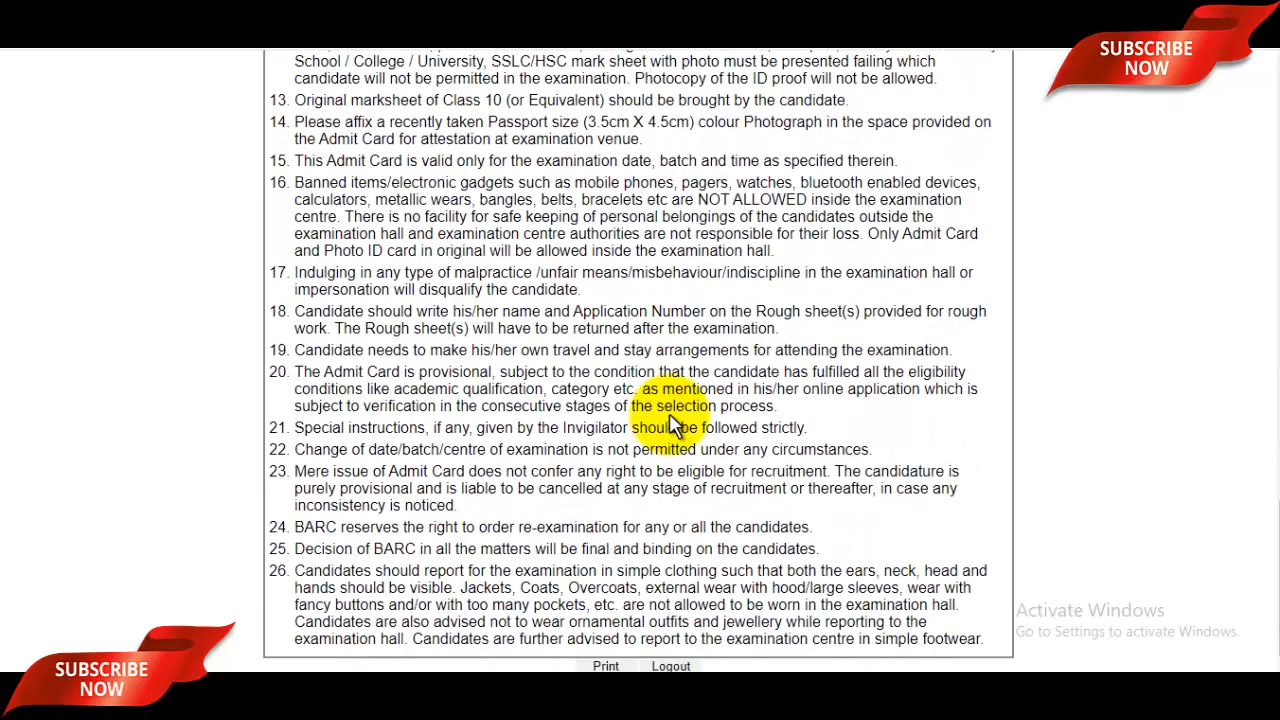 SUBSCRIBE
NOW
School / College / University, SSLC/HSC mark sheet with photo must be presented failing which
candidate will not be permitted in the examination. Photocopy of the ID proof will not be allowed.
13. Original marksheet of Class 10 (or Equivalent) should be brought by the candidate.
14. Please affix a recently taken Passport size (3.5cm X 4.5cm) colour Photograph in the space provided on
the Admit Card for attestation at examination venue.
15. This Admit Card is valid only for the examination date, batch and time as specified therein.
16. Banned items/electronic gadgets such as mobile phones, pagers, watches, bluetooth enabled devices,
calculators, metallic wears, bangles, belts, bracelets etc are NOT ALLOWED inside the examination
centre. There is no facility for safe keeping of personal belongings of the candidates outside the
examination hall and examination centre authorities are not responsible for their loss. Only Admit Card
and Photo ID card in original will be allowed inside the examination hall.
17. Indulging in any type of malpractice /unfair means/misbehaviour/indiscipline in the examination hall or
impersonation will disqualify the candidate.
18. Candidate should write his/her name and Application Number on the Rough sheet(s) provided for rough
work. The Rough sheet(s) will have to be returned after the examination.
19. Candidate needs to make his/her own travel and stay arrangements for attending the examination.
20. The Admit Card is provisional, subject to the condition that the candidate has fulfilled all the eligibility
conditions like academic qualification, category etc. as mentioned in his/her online application which is
subject to verification in the consecutive stages of the selection process.
21. Special instructions, if any, given by the Invigilator should be followed strictly.
22. Change of date/batch/centre of examination is not permitted under any circumstances.
23. Mere issue of Admit Card does not confer any right to be eligible for recruitment. The candidature is
purely provisional and is liable to be cancelled at any stage of recruitment or thereafter, in case any
inconsistency is noticed.
24. BARC reserves the right to order re-examination for any or all the candidates.
25. Decision of BARC in all the matters will be final and binding on the candidates.
26. Candidates should report for the examination in simple clothing such that both the ears, neck, head and
hands should be visible. Jackets, Coats, Overcoats, external wear with hood/large sleeves, wear with
fancy buttons and/or with too many pockets, etc. are not allowed to be worn in the examination hall.
Candidates are also advised not to wear ornamental outfits and jewellery while reporting to the
examination hall. Candidates are further advised to report to the examination centre in simple footwear.
Activate Windows
Go to Settings to activate Windows.
Print Logout
SUBSCRIBE
NOW